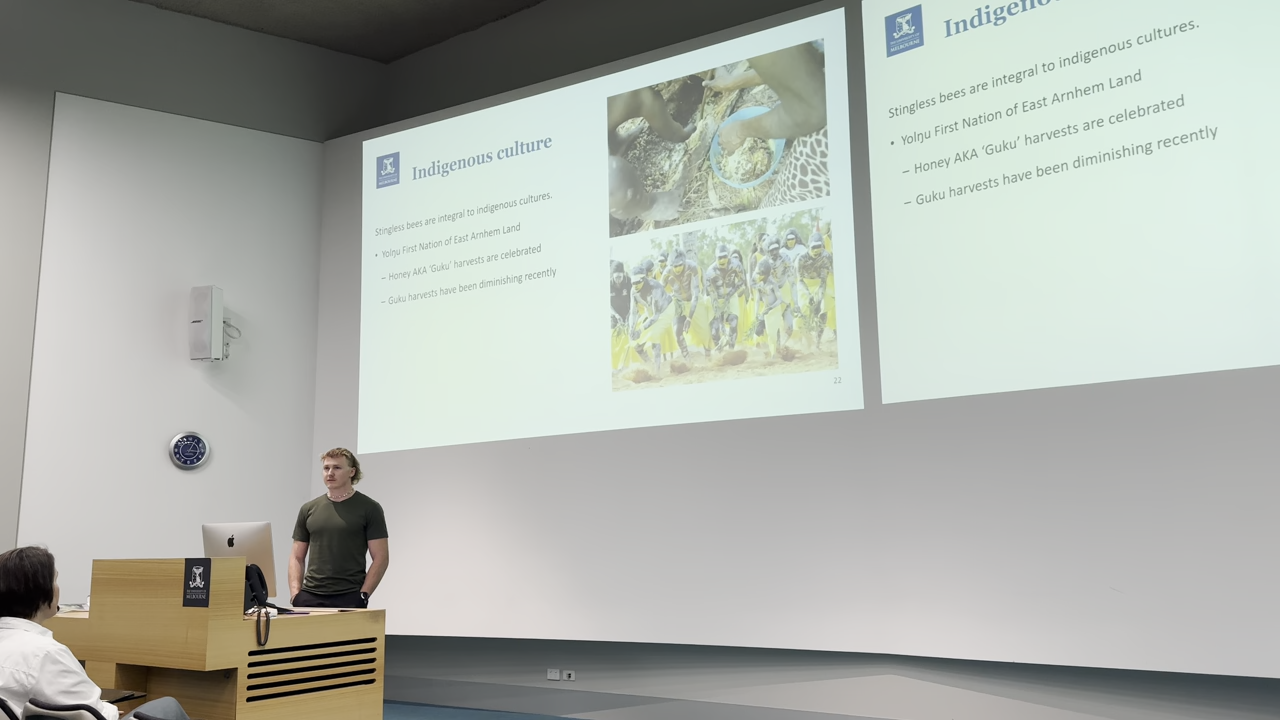 Indigenous culture
Stingless bees are integral to indigenous cultures.
• Yolŋu First Nation of East Arnhem Land
– Honey AKA ‘Guku’ harvests are celebrated
– Guku harvests have been diminishing recently
22
MELBOURNE
Stingless bees are integral to indigenous cultures.
• Yolŋu First Nation of East Arnhem Land
– Honey AKA ‘Guku’ harvests are celebrated
– Guku harvests have been diminishing recently
MELBOURNE